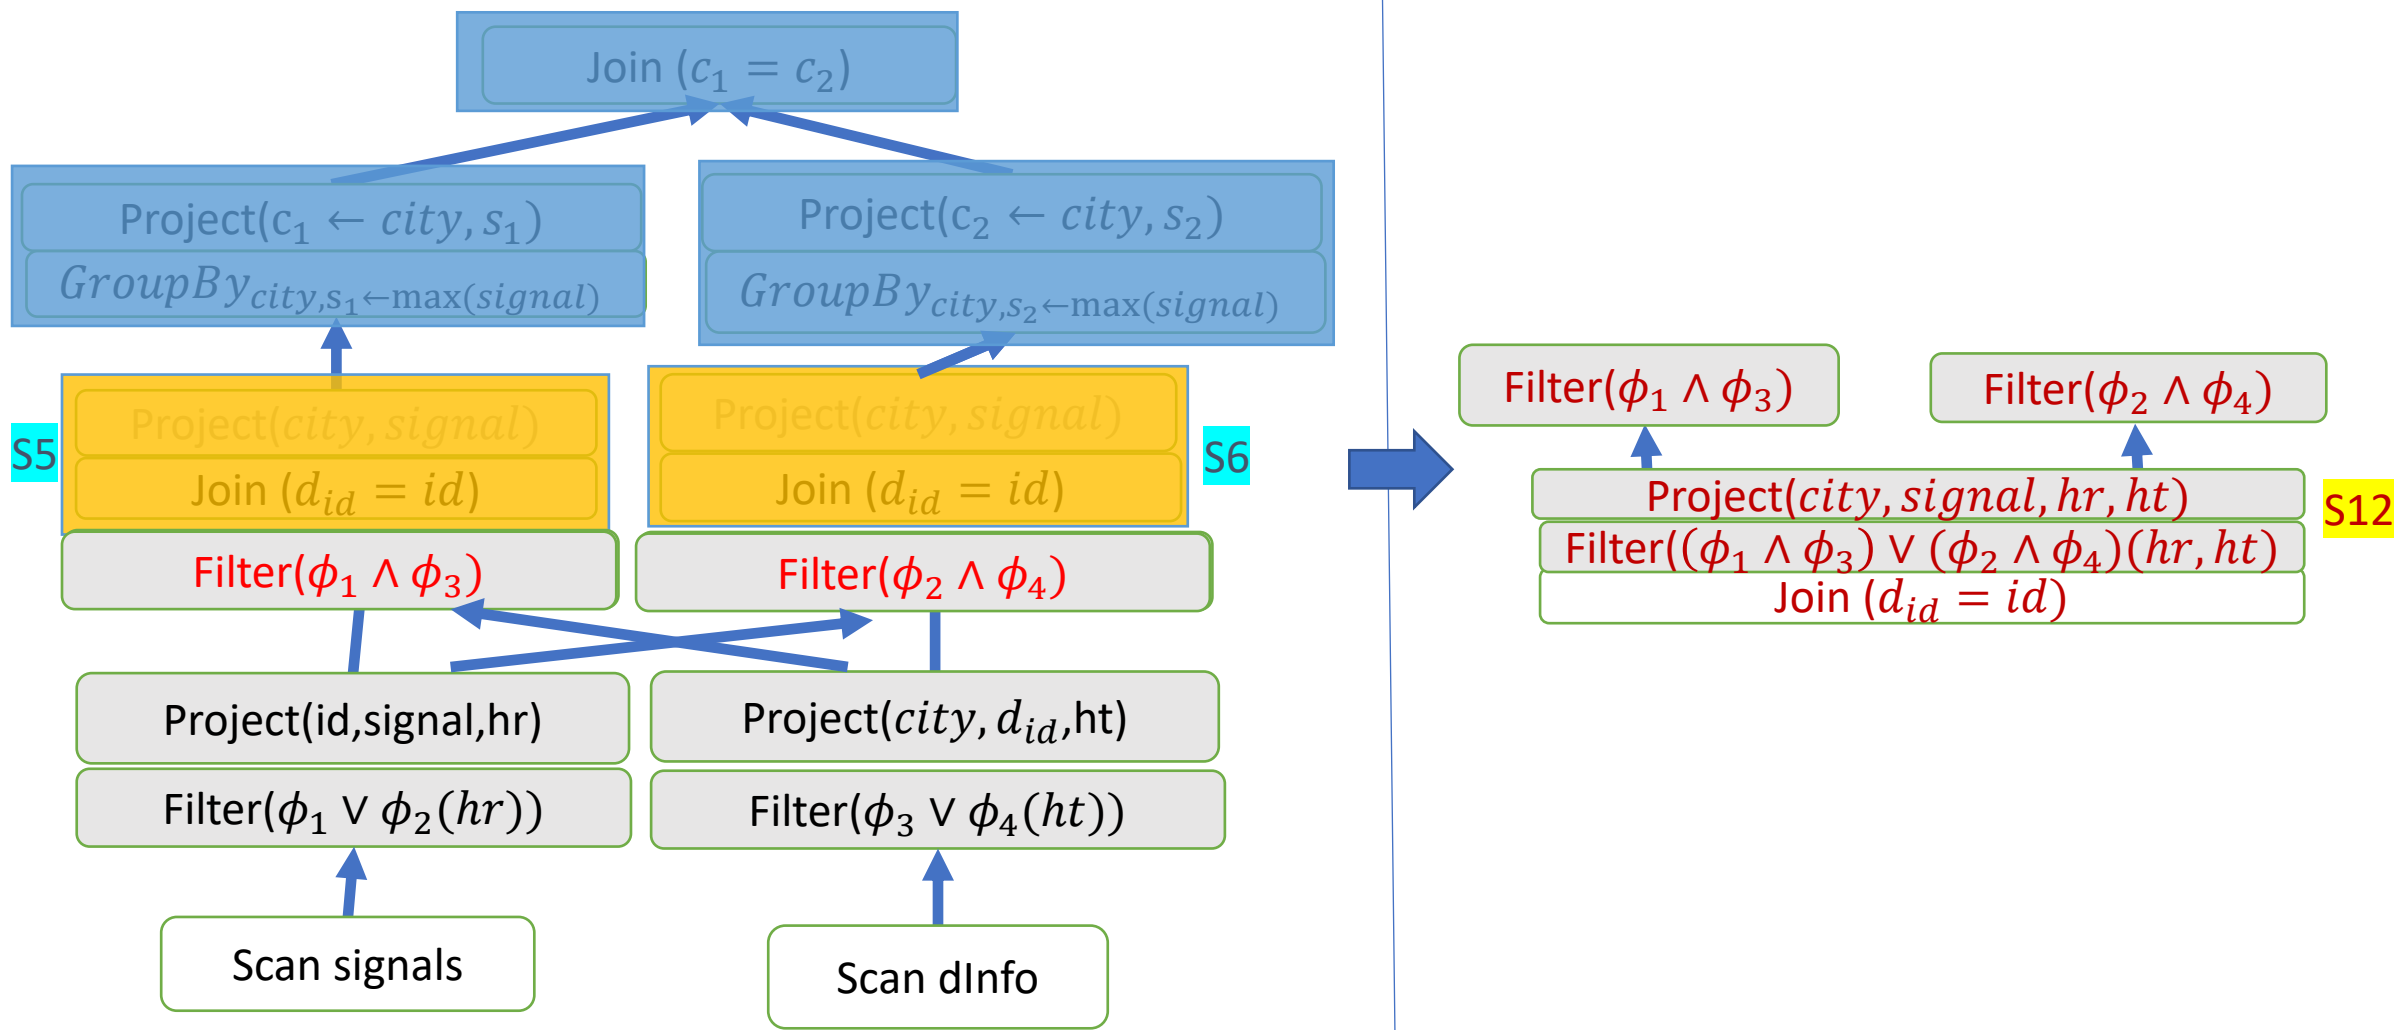 Join (c₁ = c₂)
Project(c₁ ← city, s₁)
GroupBy city,s₁←max(signal)
Project(c₂ ← city, s₂)
GroupBy city,s₂←max(signal)
S5
Project(city, signal)
Join (d_id = id)
Filter(ϕ₁ ∧ ϕ₃)
Project(city, signal)
Join (d_id = id)
S6
Filter(ϕ₂ ∧ ϕ₄)
Project(id,signal,hr)
Filter(ϕ₁ ∨ ϕ₂(hr))
Project(city, d_id,ht)
Filter(ϕ₃ ∨ ϕ₄(ht))
Scan signals
Scan dInfo
Filter(ϕ₁ ∧ ϕ₃)
Filter(ϕ₂ ∧ ϕ₄)
Project(city, signal, hr, ht)
Filter((ϕ₁ ∧ ϕ₃) ∨ (ϕ₂ ∧ ϕ₄)(hr, ht)
Join (d_id = id)
S12